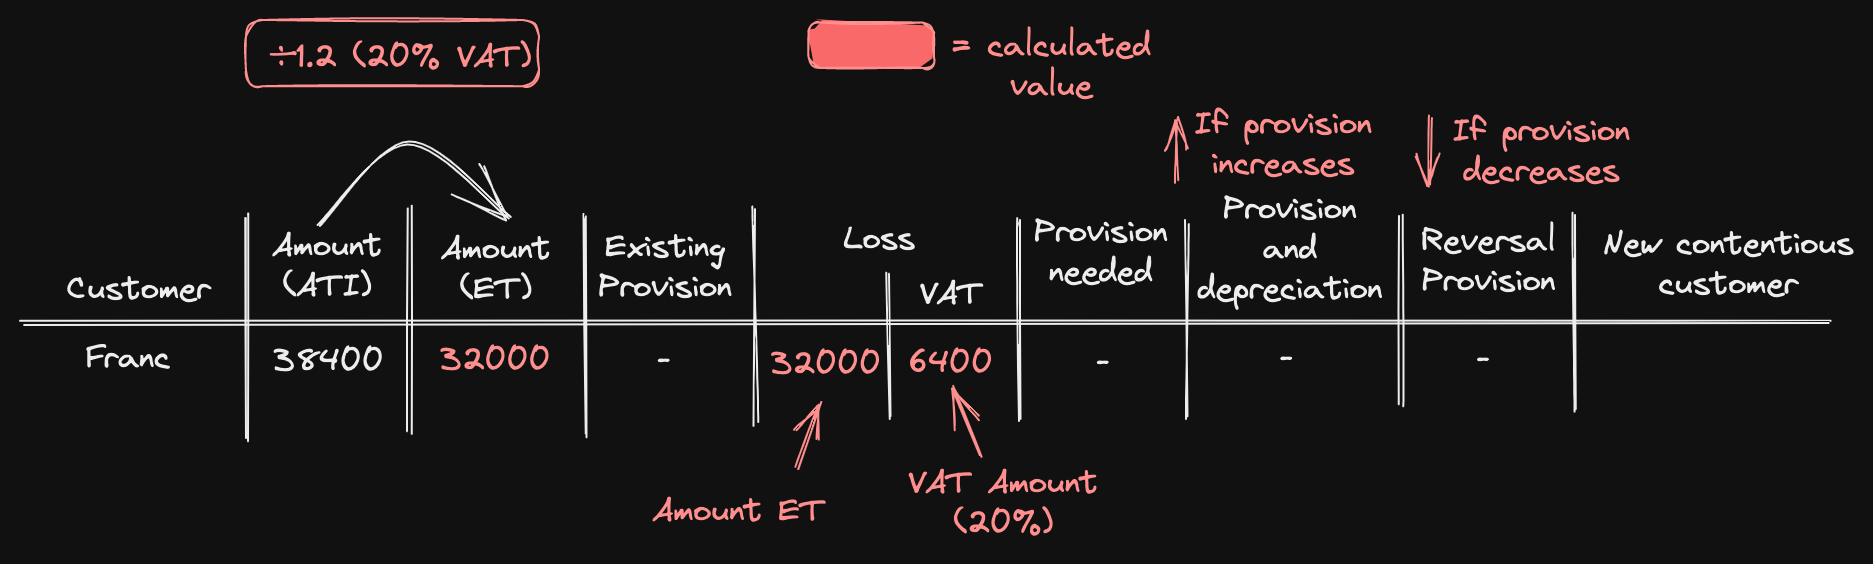 ÷1.2 (20% VAT)
= calculated
value
If provision
increases
If provision
decreases
Customer
Amount
(ATI)
Amount
(ET)
Existing
Provision
Loss
VAT
Provision
needed
Provision
and
depreciation
Reversal
Provision
New contentious
customer
Franc 38400 32000 - 32000 6400 - - -
Amount ET
VAT Amount
(20%)